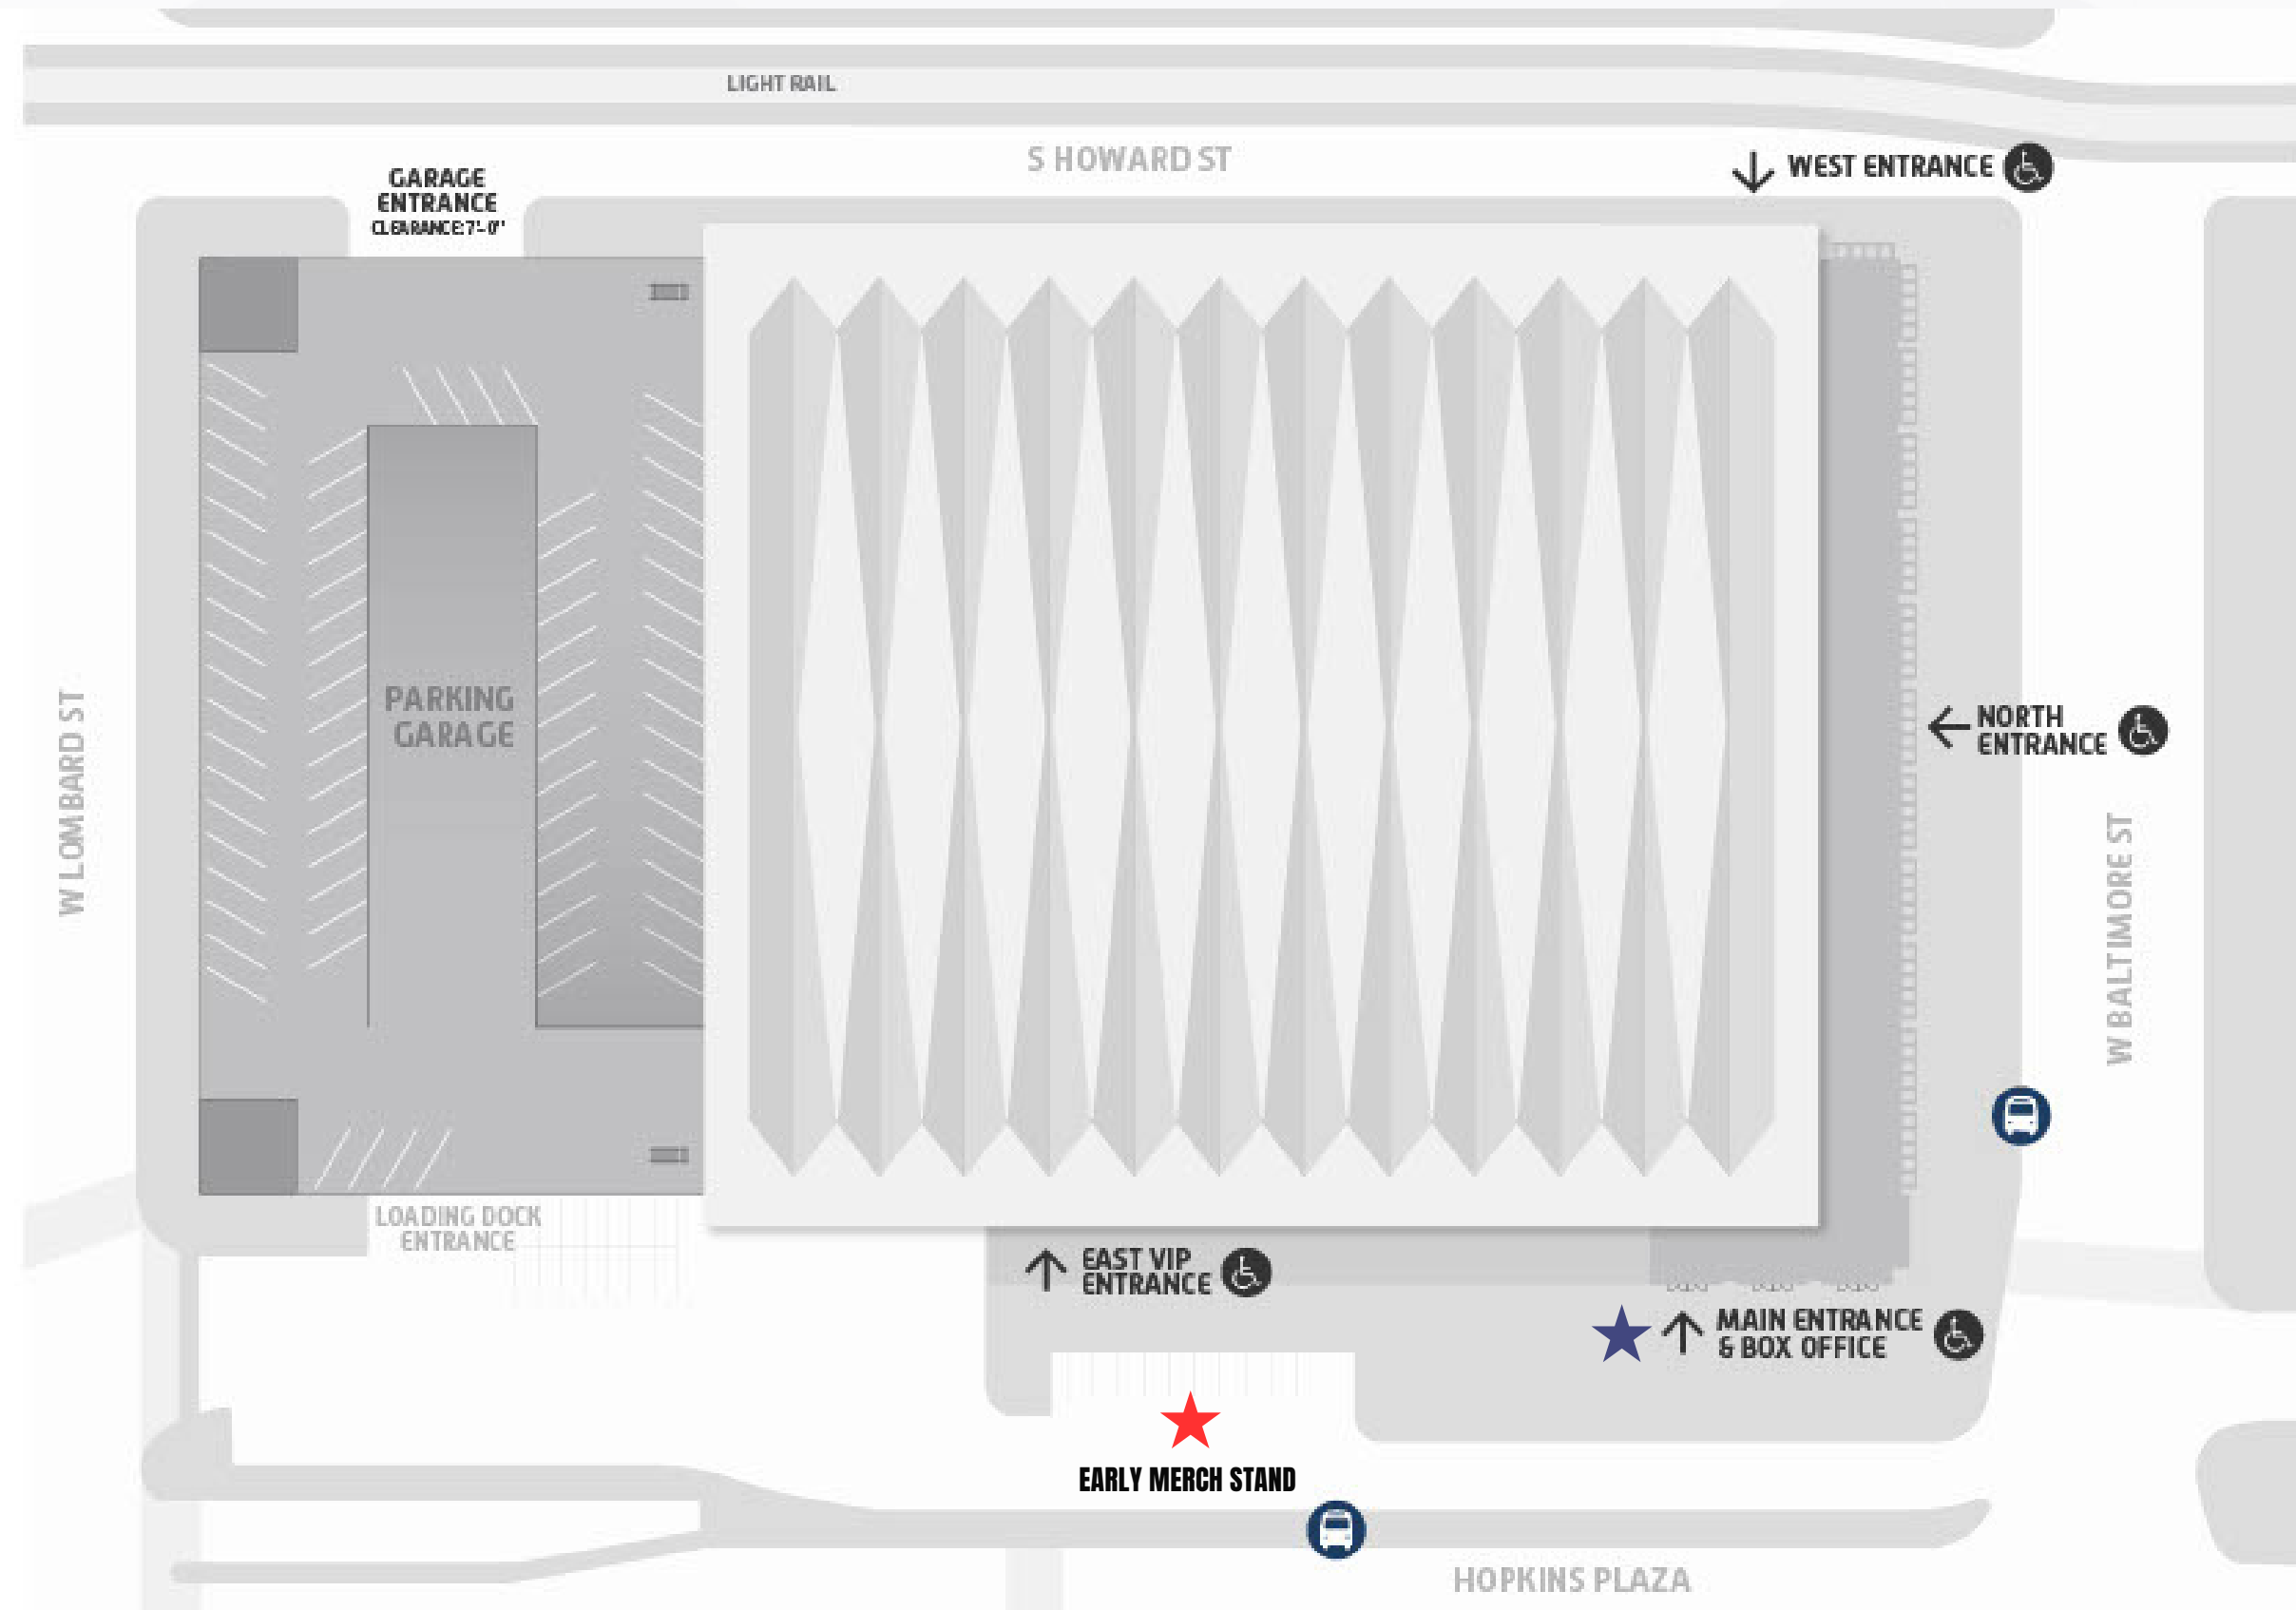 LIGHT RAIL
S HOWARD ST
WEST ENTRANCE
GARAGE
ENTRANCE
CLEARANCE: 7'-0"
PARKING
GARAGE
W LOMBARD ST
NORTH
ENTRANCE
W BALTIMORE ST
LOADING DOCK
ENTRANCE
EAST VIP
ENTRANCE
MAIN ENTRANCE
& BOX OFFICE
EARLY MERCH STAND
HOPKINS PLAZA